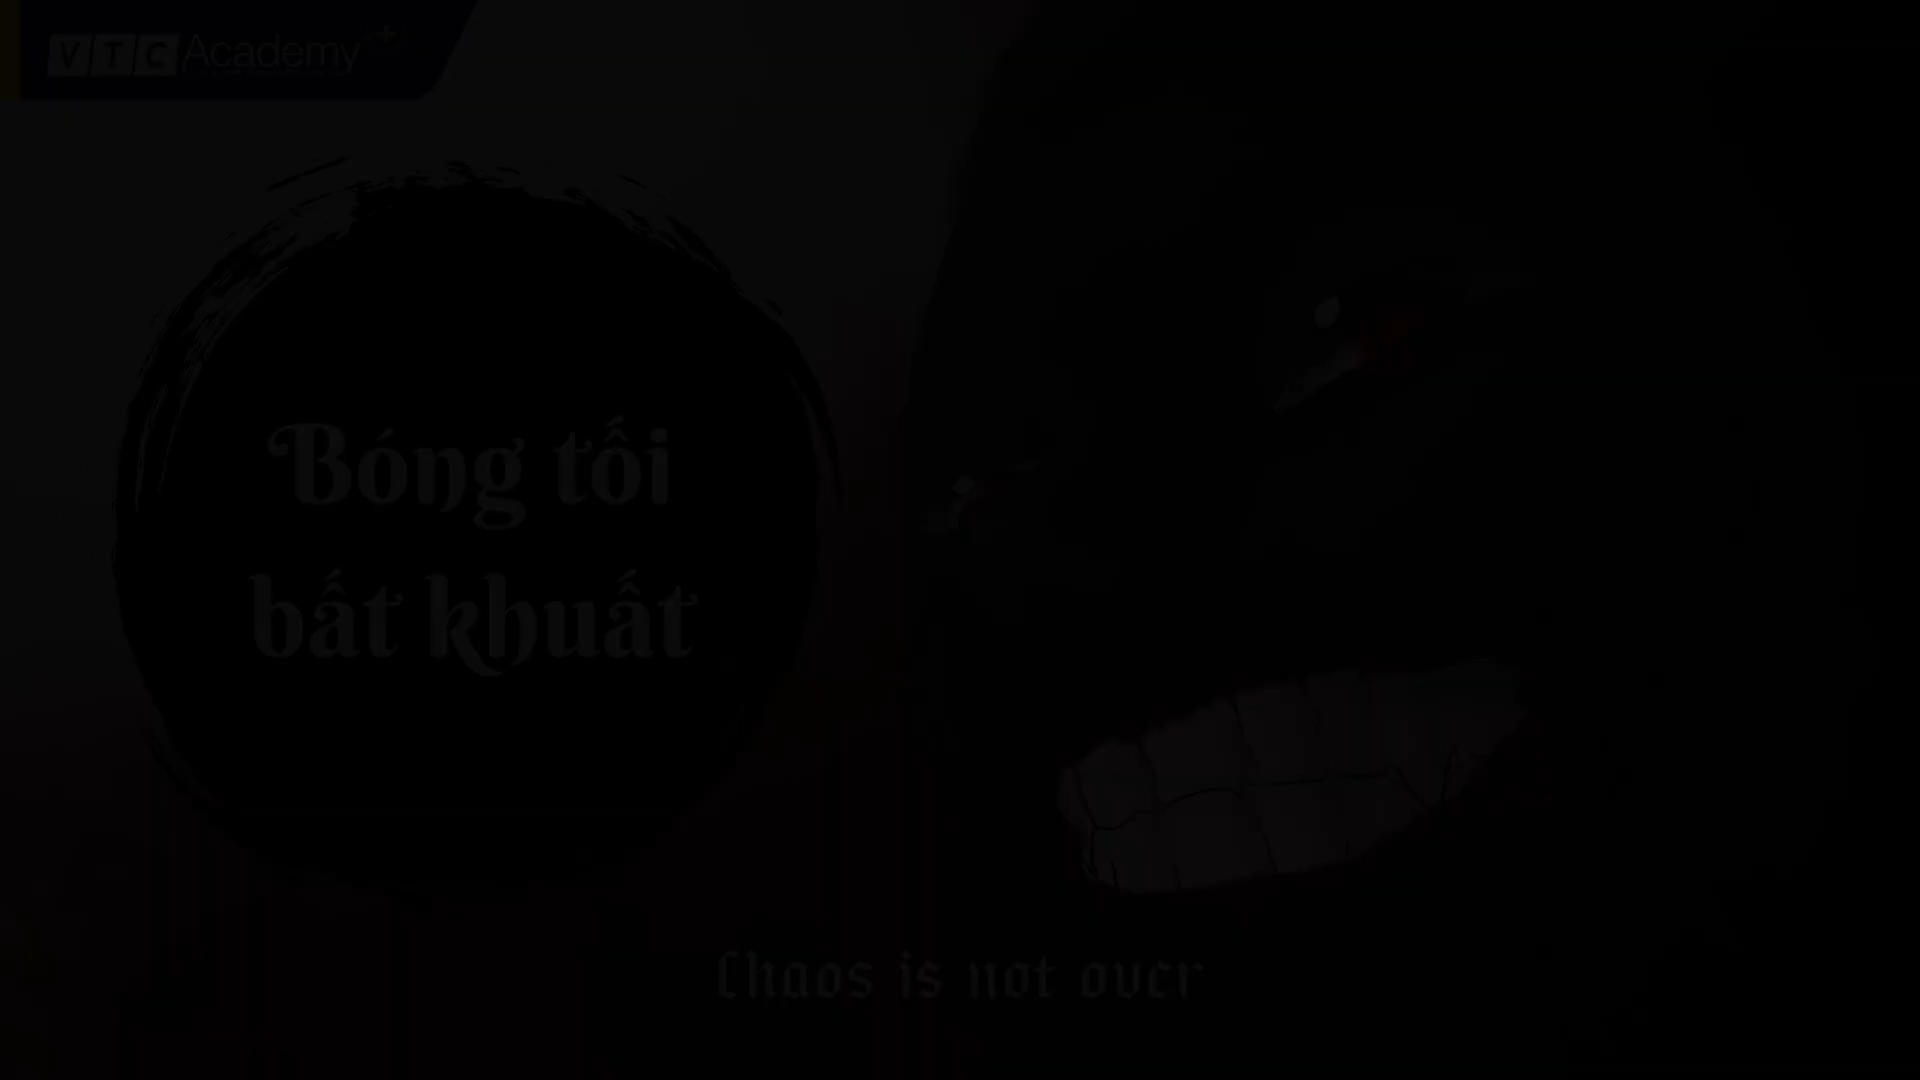 VTC Academy+
Bóng tối
bất khuất
Chaos is not over